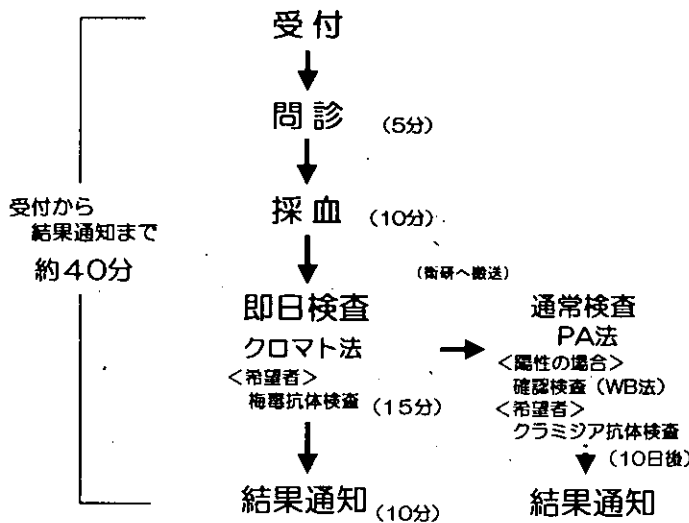 受付
問診 (5分)
採血 (10分)
受付から
結果通知まで
約40分
(衛研へ搬送)
即日検査
クロマト法
<希望者>
梅毒抗体検査 (15分)
通常検査
PA法
<陽性の場合>
確認検査(WB法)
<希望者>
クラミジア抗体検査
(10日後)
結果通知 (10分)
結果通知